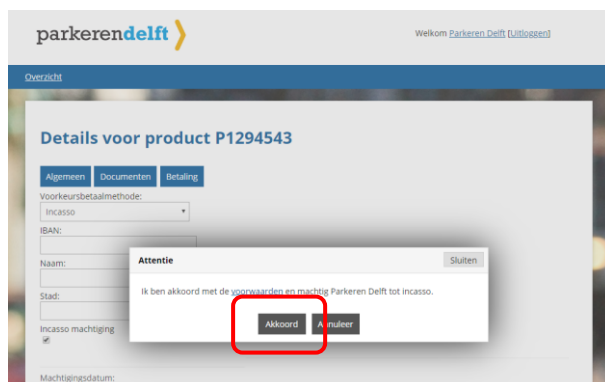 parkerendelft
Welkom Parkeren Delft [Uitloggen]
Overzicht
Details voor product P1294543
Algemeen Documenten Betaling
Voorkeursbetaalmethode:
Incasso
IBAN:
Naam:
Attentie Sluiten
Ik ben akkoord met de voorwaarden en machtig Parkeren Delft tot incasso.
Stad:
Akkoord Annuleer
Incasso machtiging
Machtigingsdatum: